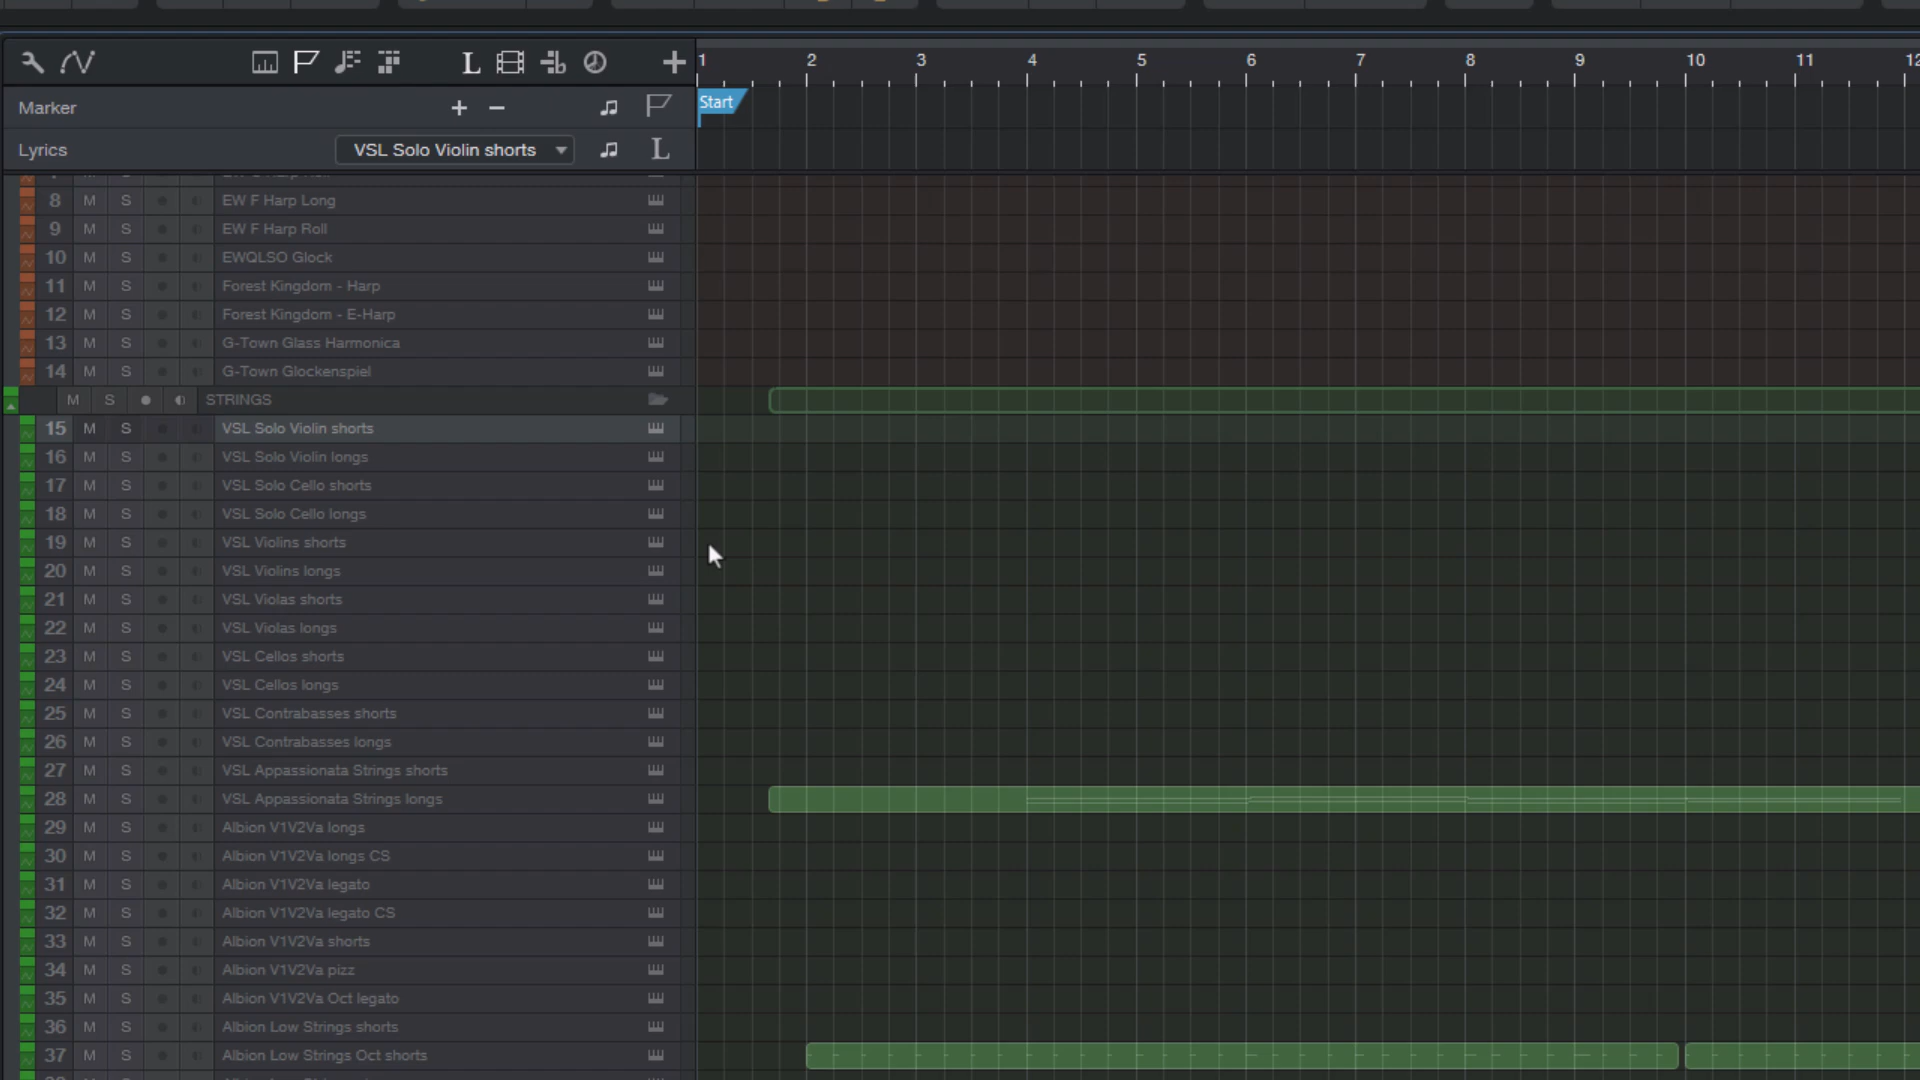 1 2 3 4 5 6 7 8 9 10 11 12
Marker + −
Start
Lyrics VSL Solo Violin shorts L
8 M S EW F Harp Long
9 M S EW F Harp Roll
10 M S EWQLSO Glock
11 M S Forest Kingdom - Harp
12 M S Forest Kingdom - E-Harp
13 M S G-Town Glass Harmonica
14 M S G-Town Glockenspiel
M S STRINGS
15 M S VSL Solo Violin shorts
16 M S VSL Solo Violin longs
17 M S VSL Solo Cello shorts
18 M S VSL Solo Cello longs
19 M S VSL Violins shorts
20 M S VSL Violins longs
21 M S VSL Violas shorts
22 M S VSL Violas longs
23 M S VSL Cellos shorts
24 M S VSL Cellos longs
25 M S VSL Contrabasses shorts
26 M S VSL Contrabasses longs
27 M S VSL Appassionata Strings shorts
28 M S VSL Appassionata Strings longs
29 M S Albion V1V2Va longs
30 M S Albion V1V2Va longs CS
31 M S Albion V1V2Va legato
32 M S Albion V1V2Va legato CS
33 M S Albion V1V2Va shorts
34 M S Albion V1V2Va pizz
35 M S Albion V1V2Va Oct legato
36 M S Albion Low Strings shorts
37 M S Albion Low Strings Oct shorts